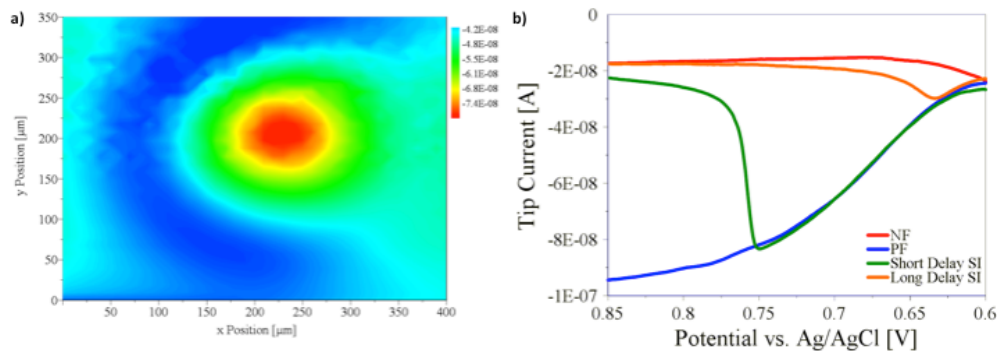 a)
350
300
250
200
150
100
50
0
y Position [µm]
0
50
100
150
200
250
300
350
400
x Position [µm]
-4.2E-08
-4.8E-08
-5.5E-08
-6.1E-08
-6.8E-08
-7.4E-08
b)
0
-2E-08
-4E-08
-6E-08
-8E-08
-1E-07
Tip Current [A]
NF
PF
Short Delay SI
Long Delay SI
0.85
0.8
0.75
0.7
0.65
0.6
Potential vs. Ag/AgCl [V]